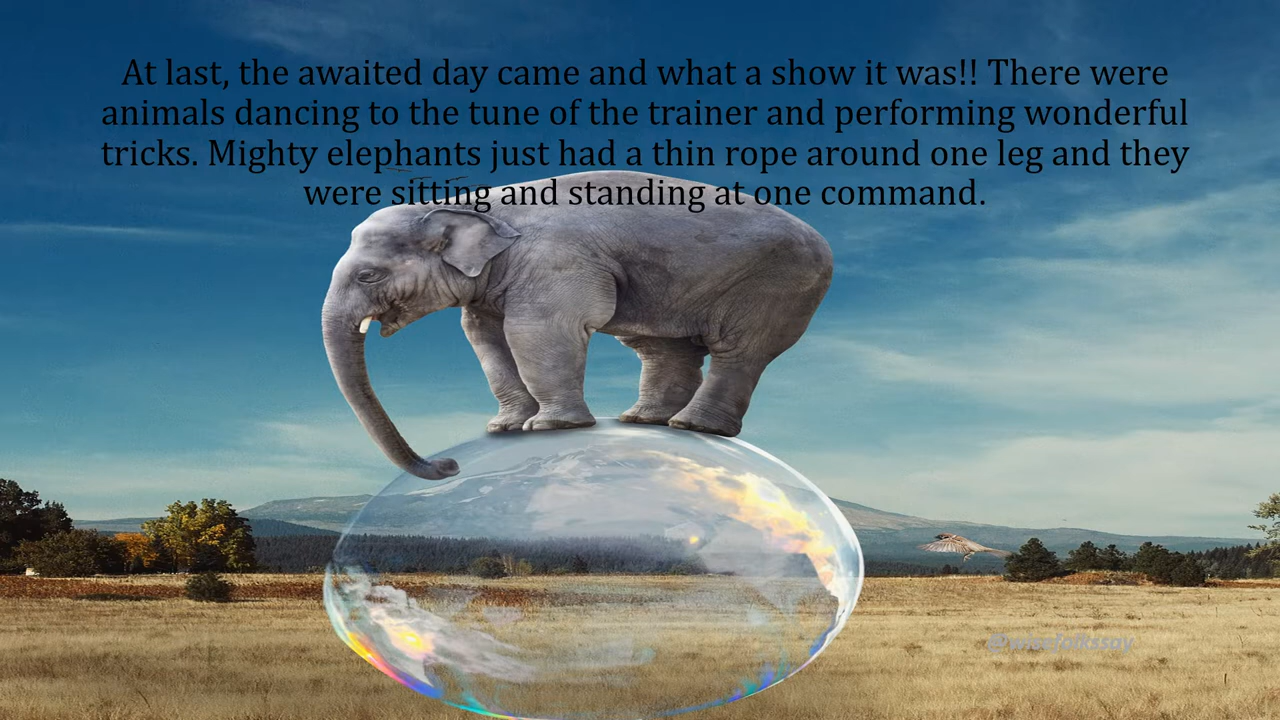 At last, the awaited day came and what a show it was!! There were
animals dancing to the tune of the trainer and performing wonderful
tricks. Mighty elephants just had a thin rope around one leg and they
were sitting and standing at one command.
@wisefolkssay